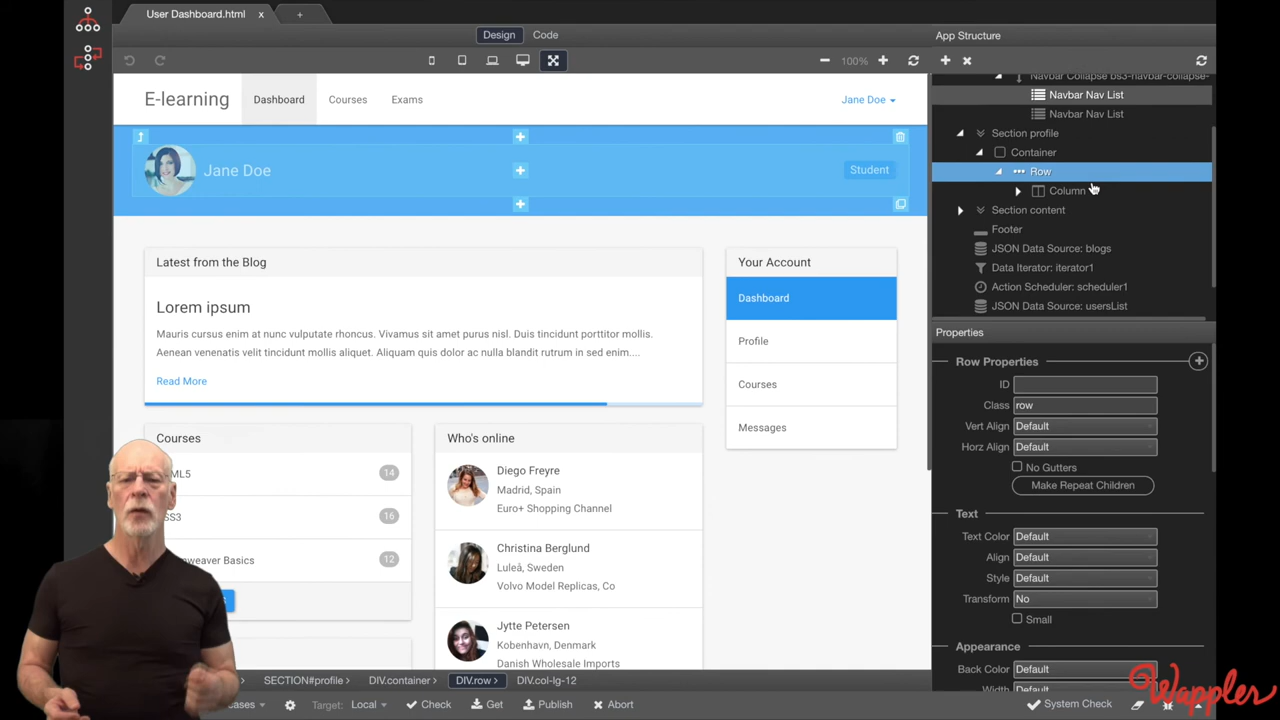 User Dashboard.html x +
Design Code
100%
E-learning Dashboard Courses Exams Jane Doe
Jane Doe Student
Latest from the Blog
Lorem ipsum
Mauris cursus enim at nunc vulputate rhoncus. Vivamus sit amet purus nisl. Duis tincidunt porttitor mollis.
Aenean venenatis velit tincidunt mollis aliquet. Aliquam quis dolor ac nulla blandit rutrum in sed enim....
Read More
Your Account
Dashboard
Profile
Courses
Messages
Courses
14
16
Basics 12
Who's online
Diego Freyre
Madrid, Spain
Euro+ Shopping Channel
Christina Berglund
Luleå, Sweden
Volvo Model Replicas, Co
Jytte Petersen
Kobenhavn, Denmark
Danish Wholesale Imports
SECTION#profile DIV.container DIV.row DIV.col-lg-12
Target: Local Check Get Publish Abort
App Structure
Navbar Collapse bs3-navbar-collapse-
Navbar Nav List
Navbar Nav List
Section profile
Container
Row
Column
Section content
Footer
JSON Data Source: blogs
Data Iterator: iterator1
Action Scheduler: scheduler1
JSON Data Source: usersList
Properties
Row Properties
ID
Class row
Vert Align Default
Horz Align Default
No Gutters
Make Repeat Children
Text
Text Color Default
Align Default
Style Default
Transform No
Small
Appearance
Back Color Default
Width
System Check
Wappler